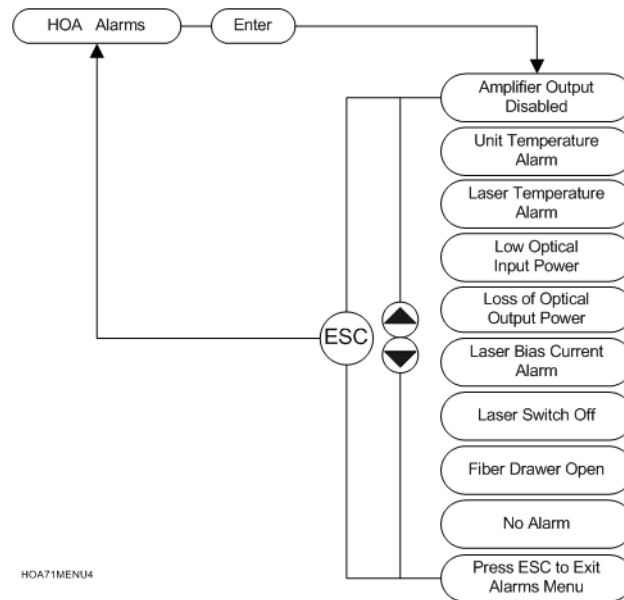 HOA Alarms
Enter
Amplifier Output
Disabled
Unit Temperature
Alarm
Laser Temperature
Alarm
Low Optical
Input Power
Loss of Optical
Output Power
ESC
Laser Bias Current
Alarm
Laser Switch Off
Fiber Drawer Open
No Alarm
Press ESC to Exit
Alarms Menu
HOA71MENU4